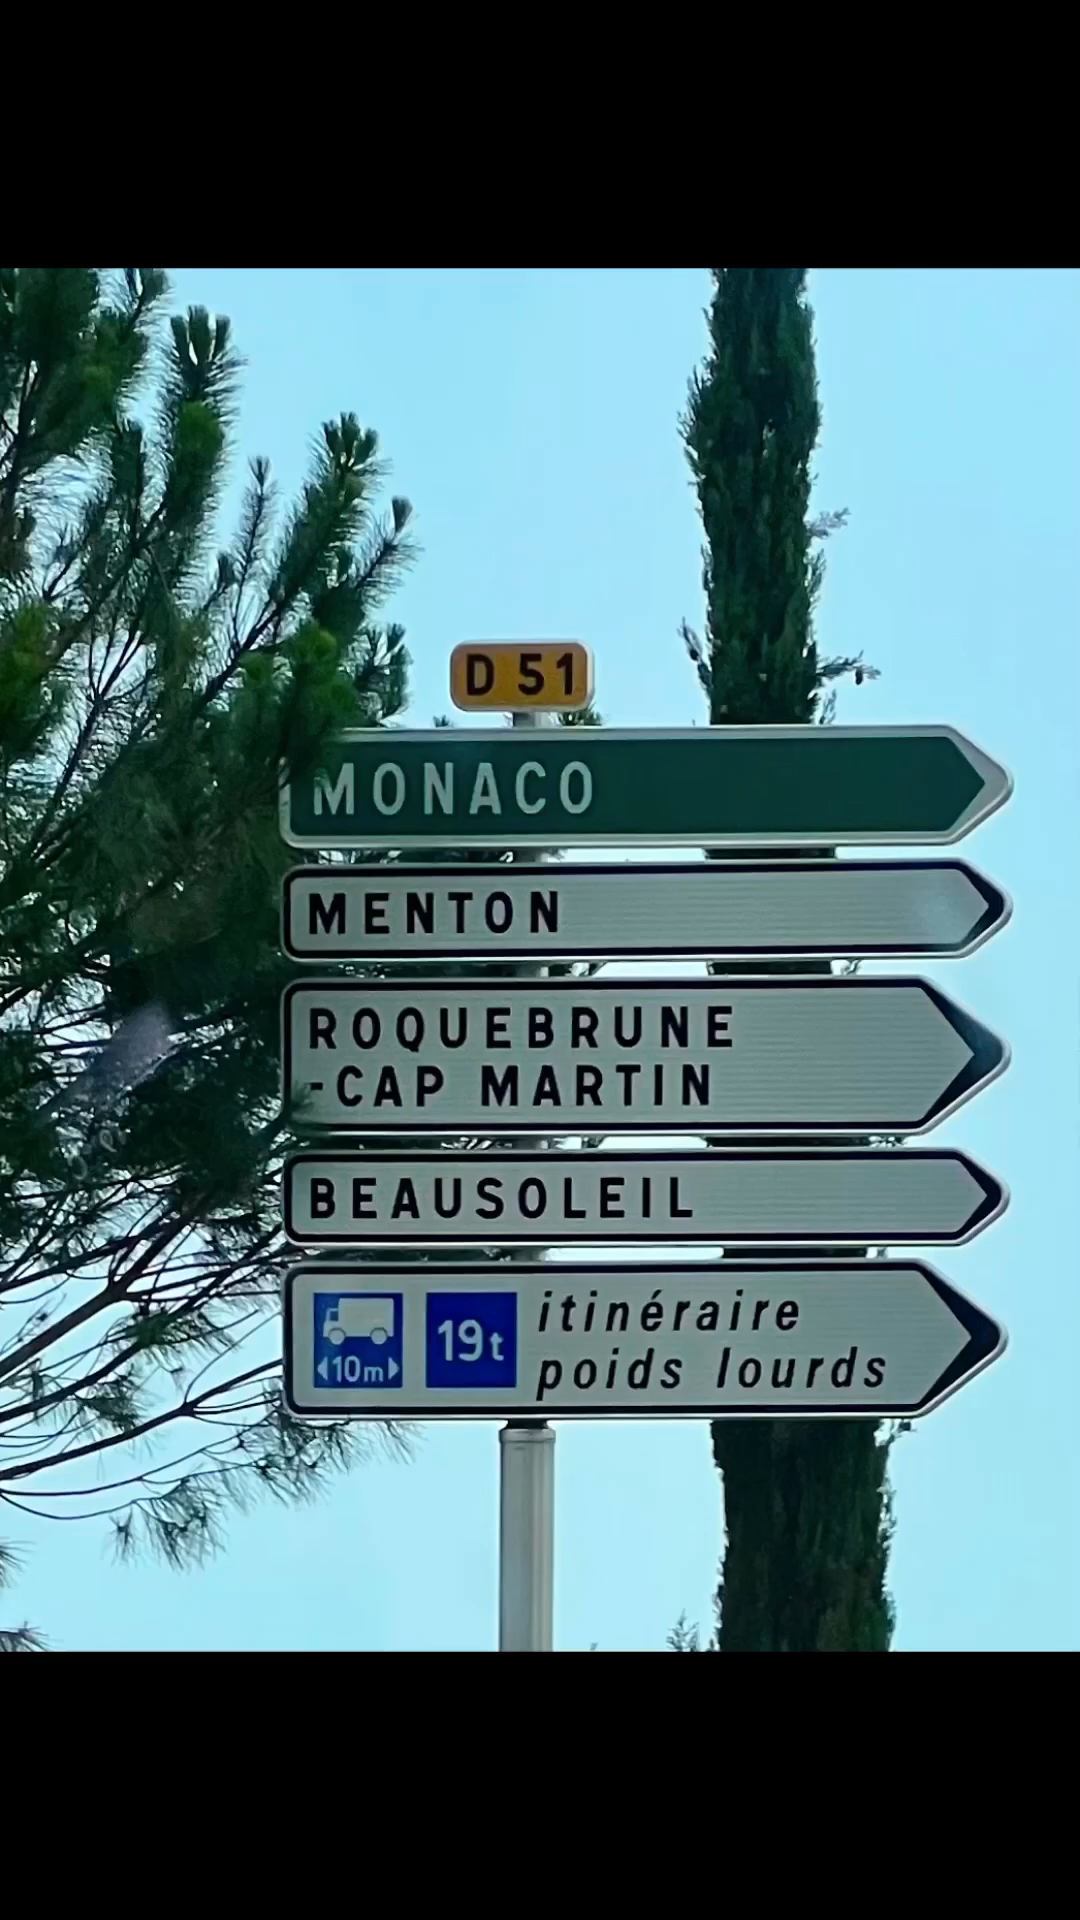 D 51
MONACO
MENTON
ROQUEBRUNE
-CAP MARTIN
BEAUSOLEIL
10m
19t
itinéraire
poids lourds